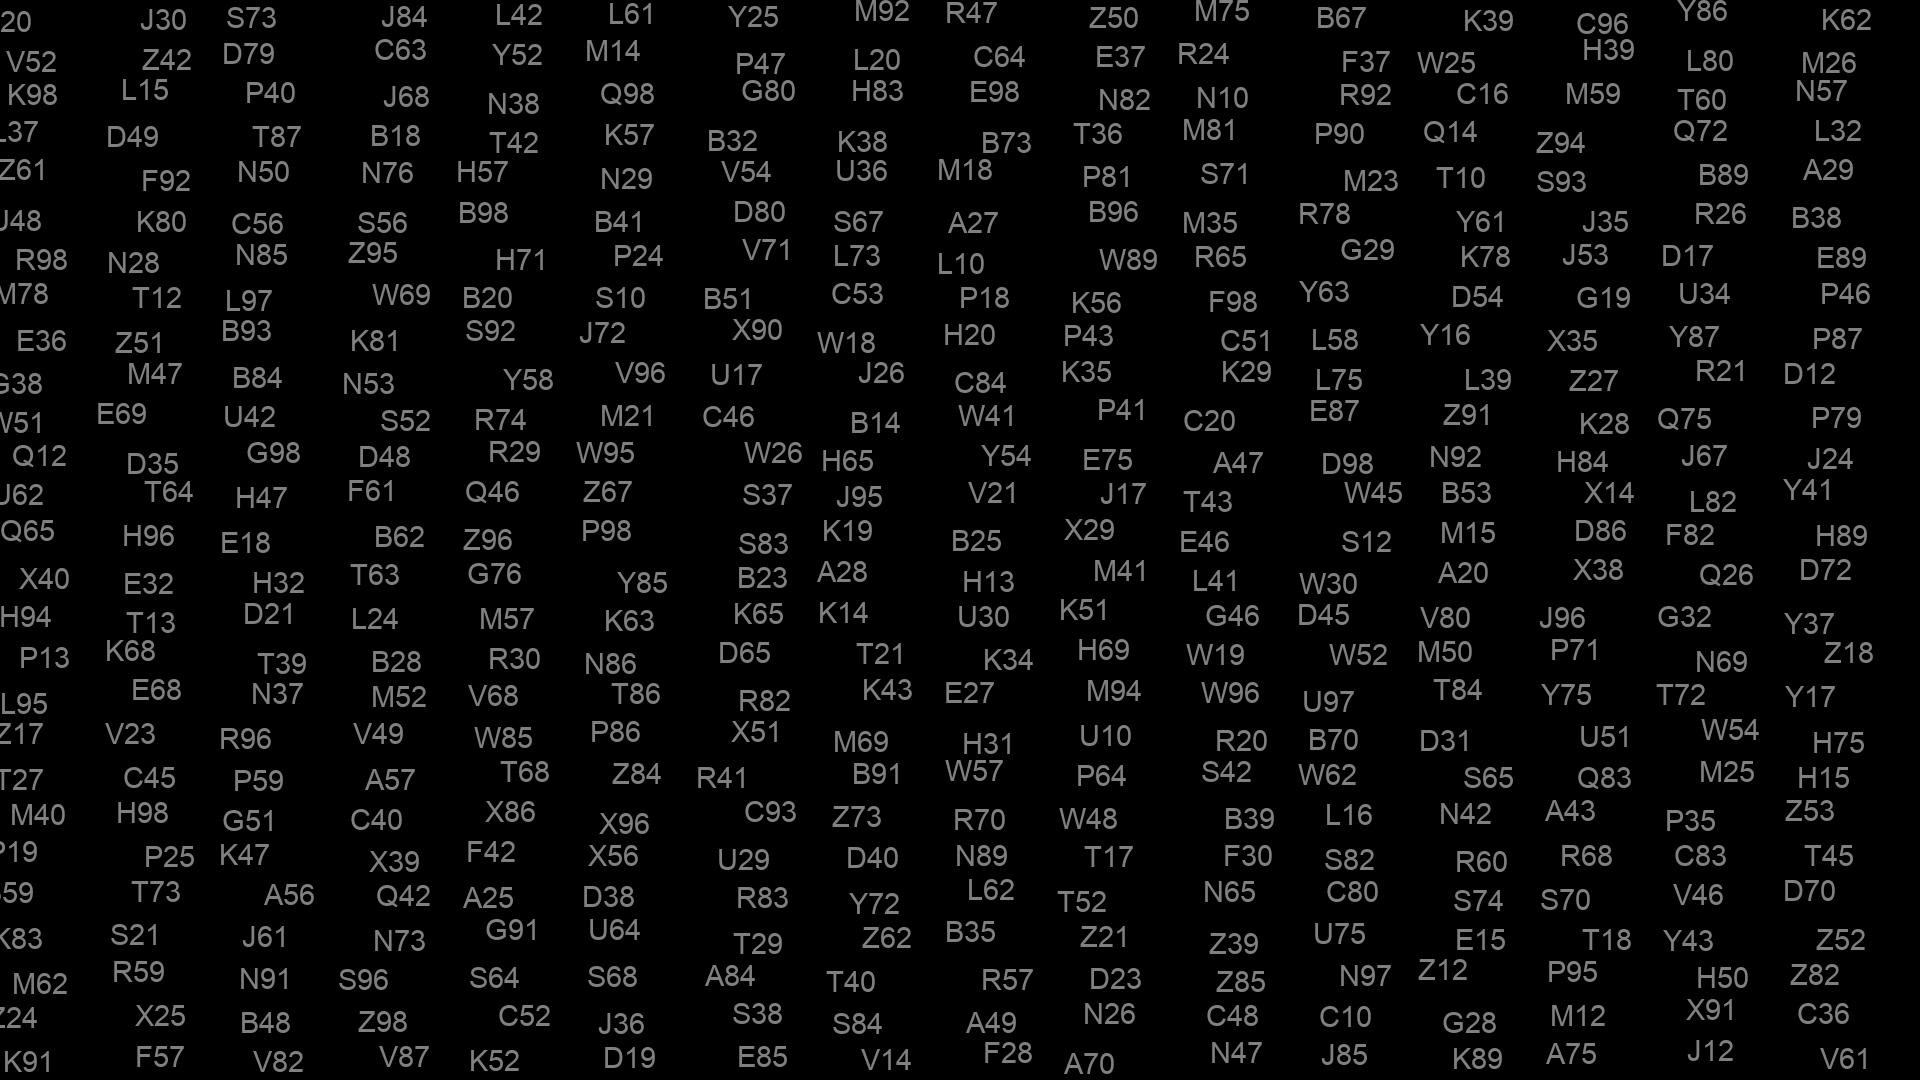 20 J30 S73 J84 L42 L61 Y25 M92 R47 Z50 M75 B67 K39 C96 Y86 K62
V52 Z42 D79 C63 Y52 M14 P47 L20 C64 E37 R24 F37 W25 H39 L80 M26
K98 L15 P40 J68 N38 Q98 G80 H83 E98 N82 N10 R92 C16 M59 T60 N57
L37 D49 T87 B18 T42 K57 B32 K38 B73 T36 M81 P90 Q14 Z94 Q72 L32
Z61 F92 N50 N76 H57 N29 V54 U36 M18 P81 S71 M23 T10 S93 B89 A29
U48 K80 C56 S56 B98 B41 D80 S67 A27 B96 M35 R78 Y61 J35 R26 B38
R98 N28 N85 Z95 H71 P24 V71 L73 L10 W89 R65 G29 K78 J53 D17 E89
M78 T12 L97 W69 B20 S10 B51 C53 P18 K56 F98 Y63 D54 G19 U34 P46
E36 Z51 B93 K81 S92 J72 X90 W18 H20 P43 C51 L58 Y16 X35 Y87 P87
G38 M47 B84 N53 Y58 V96 U17 J26 C84 K35 K29 L75 L39 Z27 R21 D12
W51 E69 U42 S52 R74 M21 C46 B14 W41 P41 C20 E87 Z91 K28 Q75 P79
Q12 D35 G98 D48 R29 W95 W26 H65 Y54 E75 A47 D98 N92 H84 J67 J24
U62 T64 H47 F61 Q46 Z67 S37 J95 V21 J17 T43 W45 B53 X14 L82 Y41
Q65 H96 E18 B62 Z96 P98 S83 K19 B25 X29 E46 S12 M15 D86 F82 H89
X40 E32 H32 T63 G76 Y85 B23 A28 H13 M41 L41 W30 A20 X38 Q26 D72
H94 T13 D21 L24 M57 K63 K65 K14 U30 K51 G46 D45 V80 J96 G32 Y37
P13 K68 T39 B28 R30 N86 D65 T21 K34 H69 W19 W52 M50 P71 N69 Z18
L95 E68 N37 M52 V68 T86 R82 K43 E27 M94 W96 U97 T84 Y75 T72 Y17
Z17 V23 R96 V49 W85 P86 X51 M69 H31 U10 R20 B70 D31 U51 W54 H75
T27 C45 P59 A57 T68 Z84 R41 B91 W57 P64 S42 W62 S65 Q83 M25 H15
M40 H98 G51 C40 X86 X96 C93 Z73 R70 W48 B39 L16 N42 A43 P35 Z53
P19 P25 K47 X39 F42 X56 U29 D40 N89 T17 F30 S82 R60 R68 C83 T45
59 T73 A56 Q42 A25 D38 R83 Y72 L62 T52 N65 C80 S74 S70 V46 D70
K83 S21 J61 N73 G91 U64 T29 Z62 B35 Z21 Z39 U75 E15 T18 Y43 Z52
M62 R59 N91 S96 S64 S68 A84 T40 R57 D23 Z85 N97 Z12 P95 H50 Z82
Z24 X25 B48 Z98 C52 J36 S38 S84 A49 N26 C48 C10 G28 M12 X91 C36
K91 F57 V82 V87 K52 D19 E85 V14 F28 A70 N47 J85 K89 A75 J12 V61